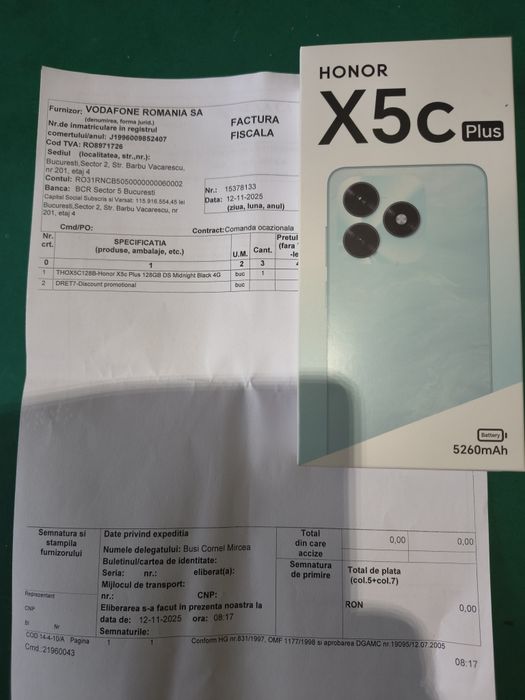 HONOR
X5c Plus
Battery
5260mAh
Furnizor: VODAFONE ROMANIA SA
(denumirea, forma jurid.)
Nr.de inmatriculare in registrul
comertului/anul: J1996009852407
Cod TVA: RO8971726
Sediul (localitatea, str.,nr.):
Bucuresti,Sector 2, Str. Barbu Vacarescu,
nr 201, etaj 4
Contul: RO31RNCB5050000000060002
Banca: BCR Sector 5 Bucuresti
Capital Social Subscris si Varsat: 115.916.554,45 lei
Bucuresti,Sector 2, Str. Barbu Vacarescu, nr
201, etaj 4
FACTURA
FISCALA
Nr.: 15378133
Data: 12-11-2025
(ziua, luna, anul)
Cmd/PO:
Contract:Comanda ocazionala
Nr. crt.
SPECIFICATIA
(produse, ambalaje, etc.)
U.M.
Cant.
Pretul
(fara
-le
0 1 2 3
1 THOX5C128B-Honor X5c Plus 128GB DS Midnight Black 4G buc 1
2 DRET7-Discount promotional buc
Semnatura si
stampila
furnizorului
Date privind expeditia
Numele delegatului: Busi Cornel Mircea
Buletinul/cartea de identitate:
Seria: nr.: eliberat(a):
Mijlocul de transport:
nr.: CNP:
Eliberarea s-a facut in prezenta noastra la
data de: 12-11-2025 ora: 08:17
Semnaturile:
Total
din care
accize
0,00 0,00
Semnatura
de primire
Total de plata
(col.5+col.7)
RON 0,00
Reprezentant
CNP
BI Nr
COD 14-4-10/A Pagina 1 1 Conform HG nr.831/1997, OMF 1177/1998 si aprobarea DGAMC nr.19095/12.07.2005
Cmd.:21960043
08:17